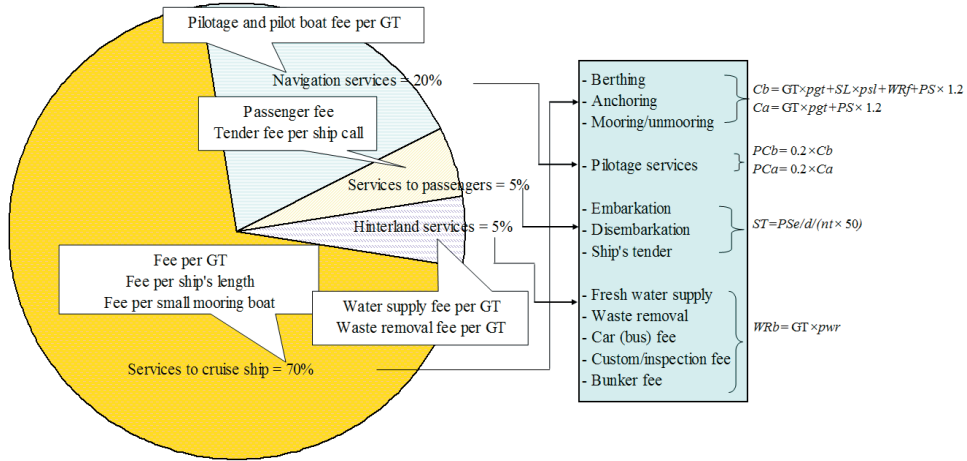 Pilotage and pilot boat fee per GT
Navigation services = 20%
Passenger fee
Tender fee per ship call
Services to passengers = 5%
Hinterland services = 5%
Fee per GT
Fee per ship's length
Fee per small mooring boat
Water supply fee per GT
Waste removal fee per GT
Services to cruise ship = 70%
- Berthing
- Anchoring
- Mooring/unmooring
- Pilotage services
- Embarkation
- Disembarkation
- Ship's tender
- Fresh water supply
- Waste removal
- Car (bus) fee
- Custom/inspection fee
- Bunker fee
Cb = GT×pgt+SL×psl+WRf+PS×1.2
Ca = GT×pgt+PS×1.2
PCb = 0.2×Cb
PCa = 0.2×Ca
ST=PSe/d/(nt×50)
WRb = GT×pwr